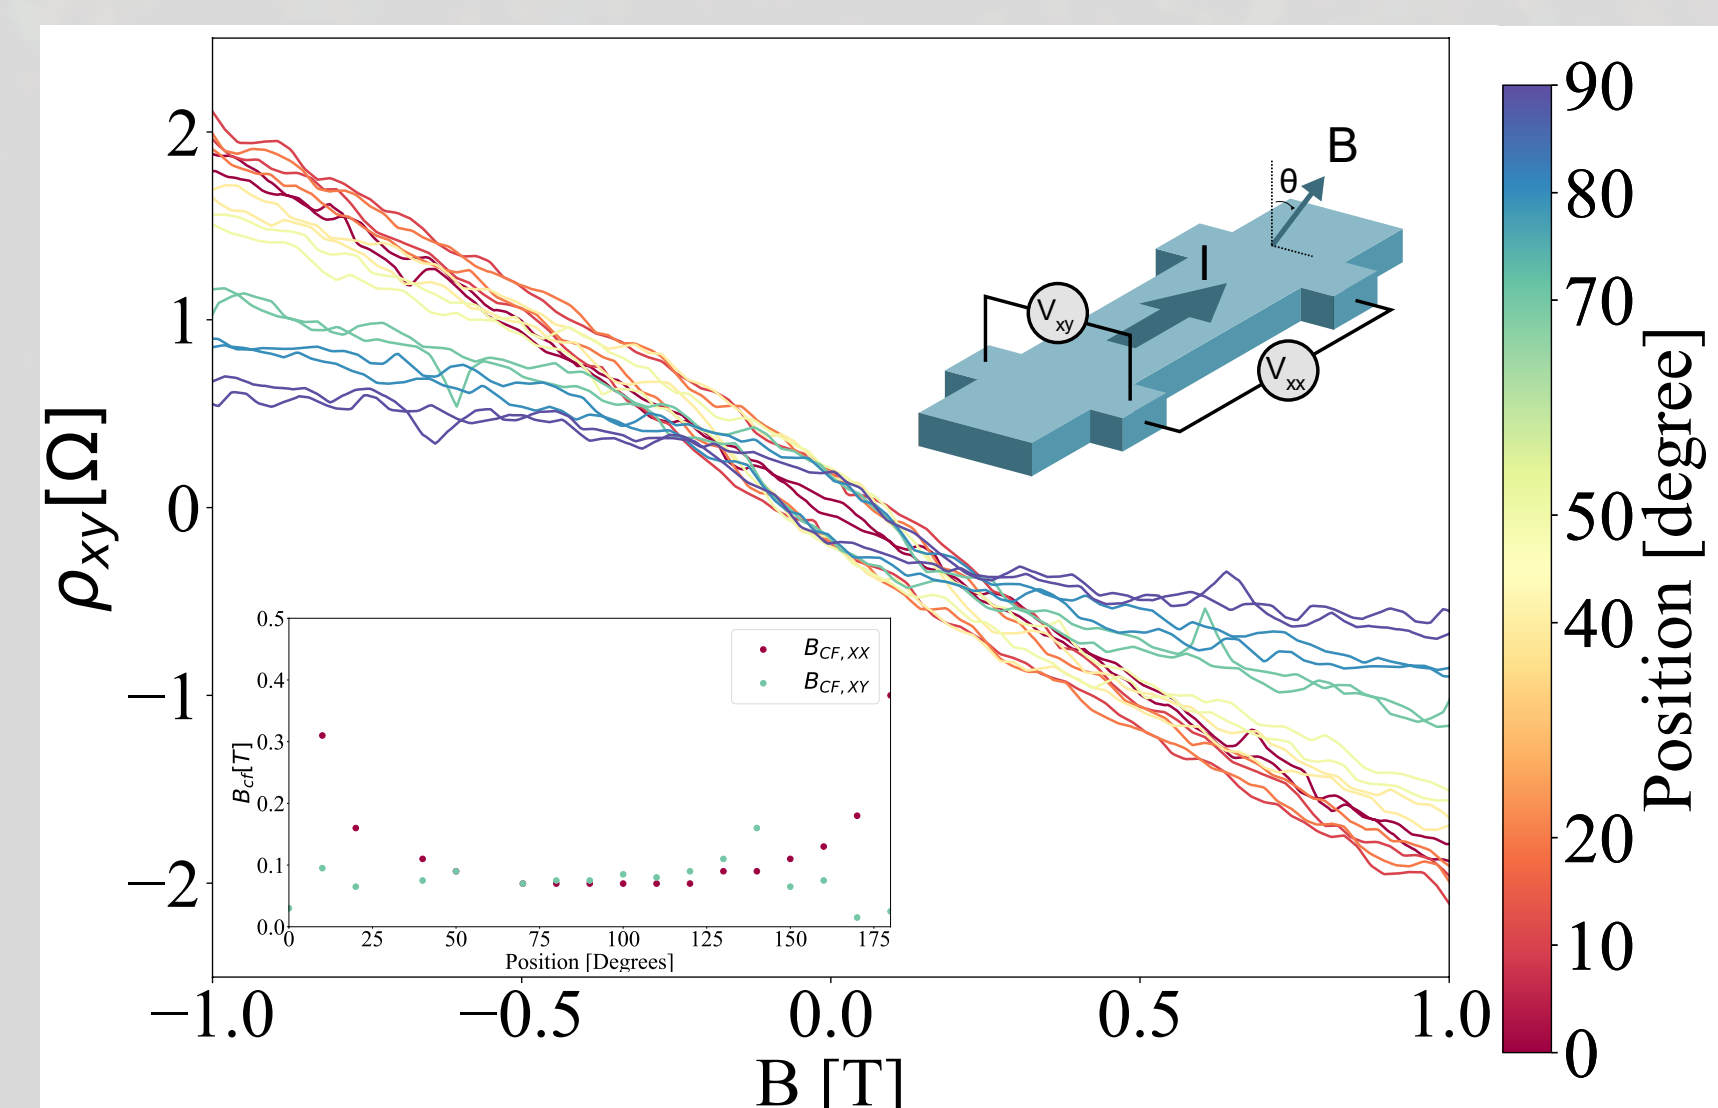 ρxy[Ω]
2
1
0
−1
−2
−1.0
−0.5
0.0
0.5
1.0
B [T]
B
θ
I
Vxy
Vxx
0.5
0.4
0.3
0.2
0.1
0.0
Bcf[T]
BCF, XX
BCF, XY
0
25
50
75
100
125
150
175
Position [Degrees]
90
80
70
50
40
20
10
0
Position [degree]